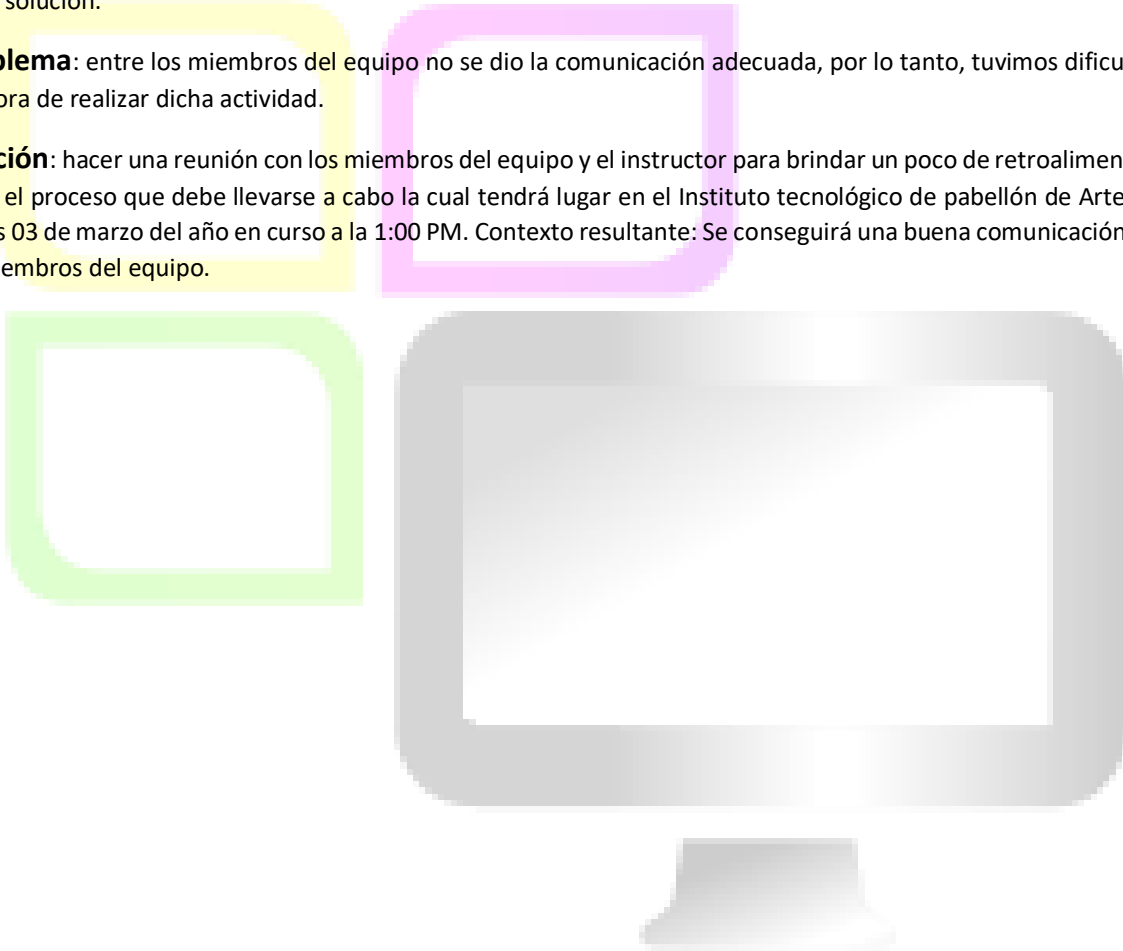 solución.
blema: entre los miembros del equipo no se dio la comunicación adecuada, por lo tanto, tuvimos dificu
ora de realizar dicha actividad.
ción: hacer una reunión con los miembros del equipo y el instructor para brindar un poco de retroalimen
el proceso que debe llevarse a cabo la cual tendrá lugar en el Instituto tecnológico de pabellón de Arte
s 03 de marzo del año en curso a la 1:00 PM. Contexto resultante: Se conseguirá una buena comunicación
embros del equipo.